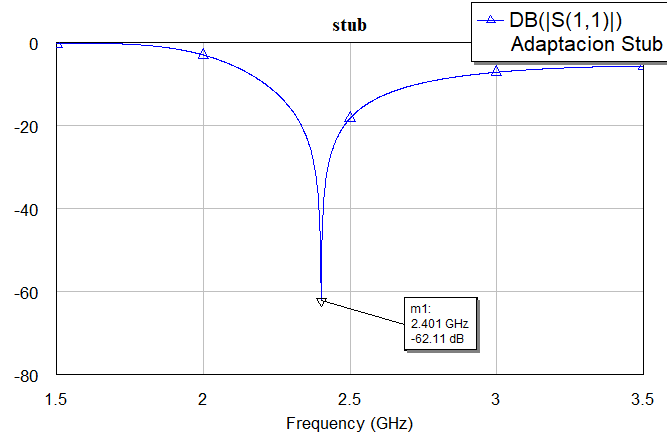 stub
DB(|S(1,1)|)
Adaptacion Stub
0
-20
-40
-60
-80
m1:
2.401 GHz
-62.11 dB
1.5
2
2.5
3
3.5
Frequency (GHz)